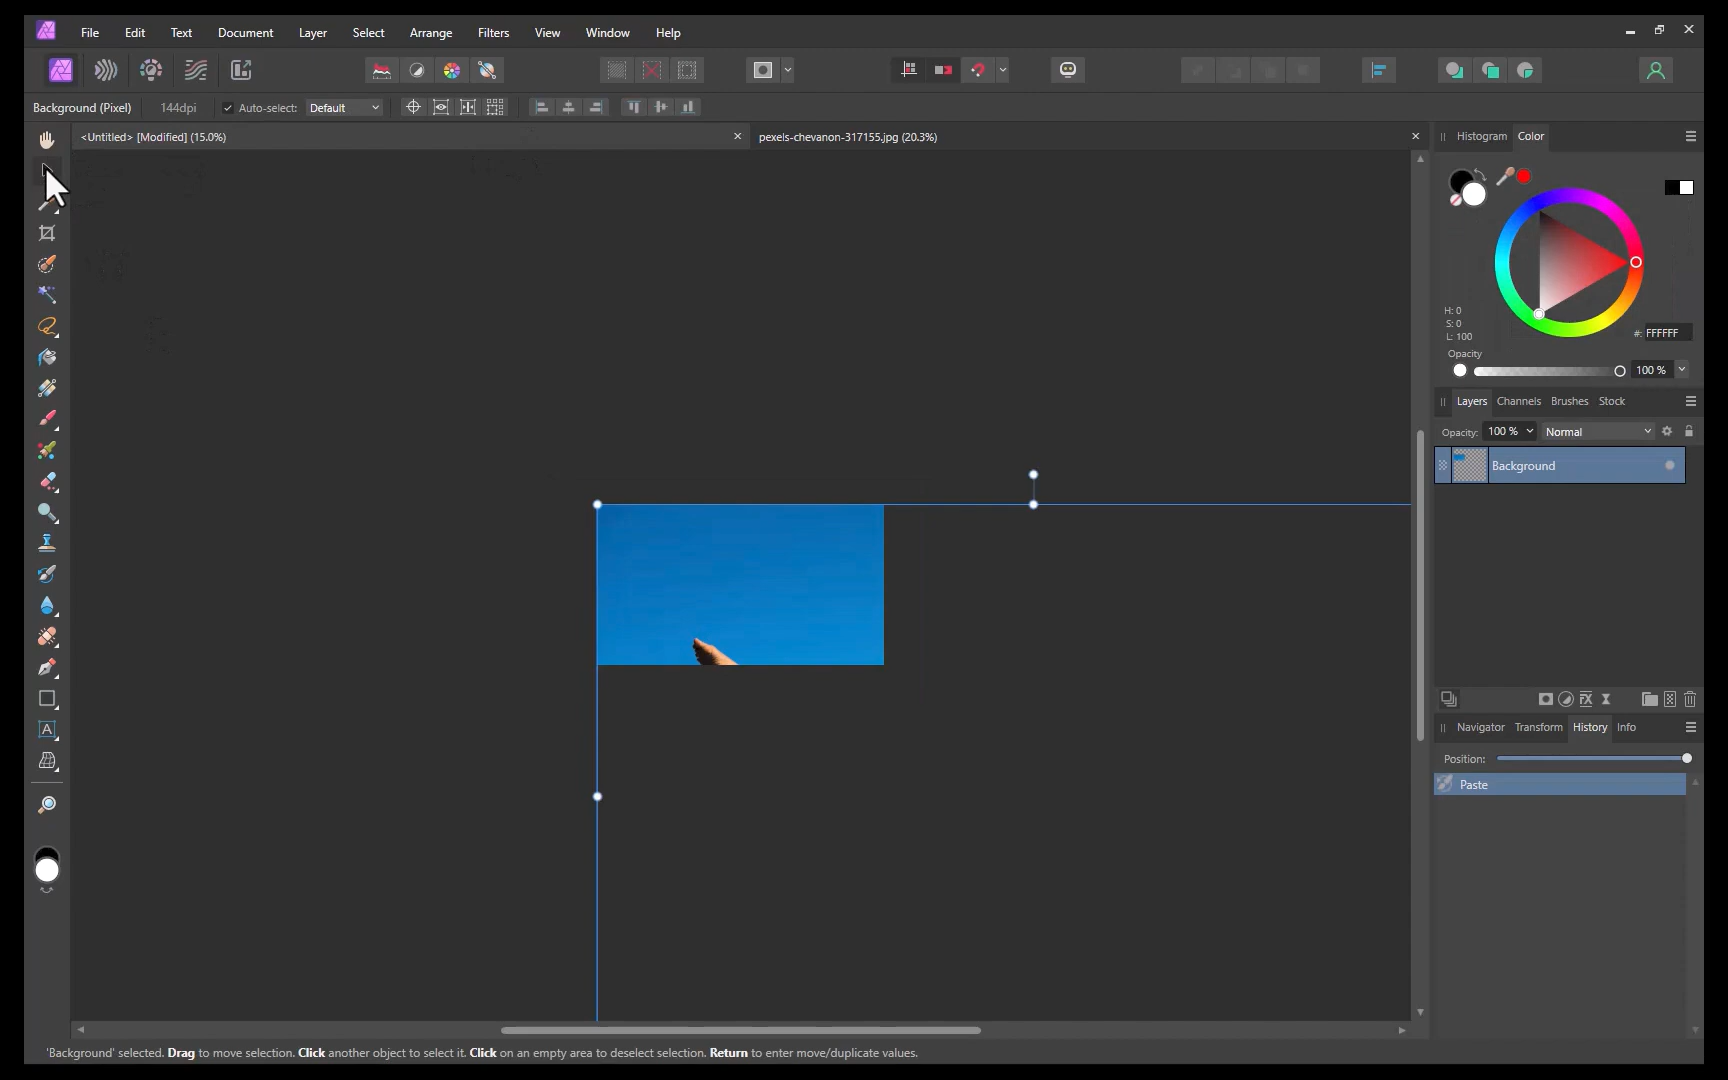 File Edit Text Document Layer Select Arrange Filters View Window Help
Background (Pixel) 144dpi Auto-select: Default
<Untitled> [Modified] (15.0%) pexels-chevanon-317155.jpg (20.3%)
Histogram Color
H: 0
S: 0
L: 100
#: FFFFFF
Opacity
100 %
Layers Channels Brushes Stock
Opacity: 100 % Normal
Background
Navigator Transform History Info
Position:
Paste
'Background' selected. Drag to move selection. Click another object to select it. Click on an empty area to deselect selection. Return to enter move/duplicate values.